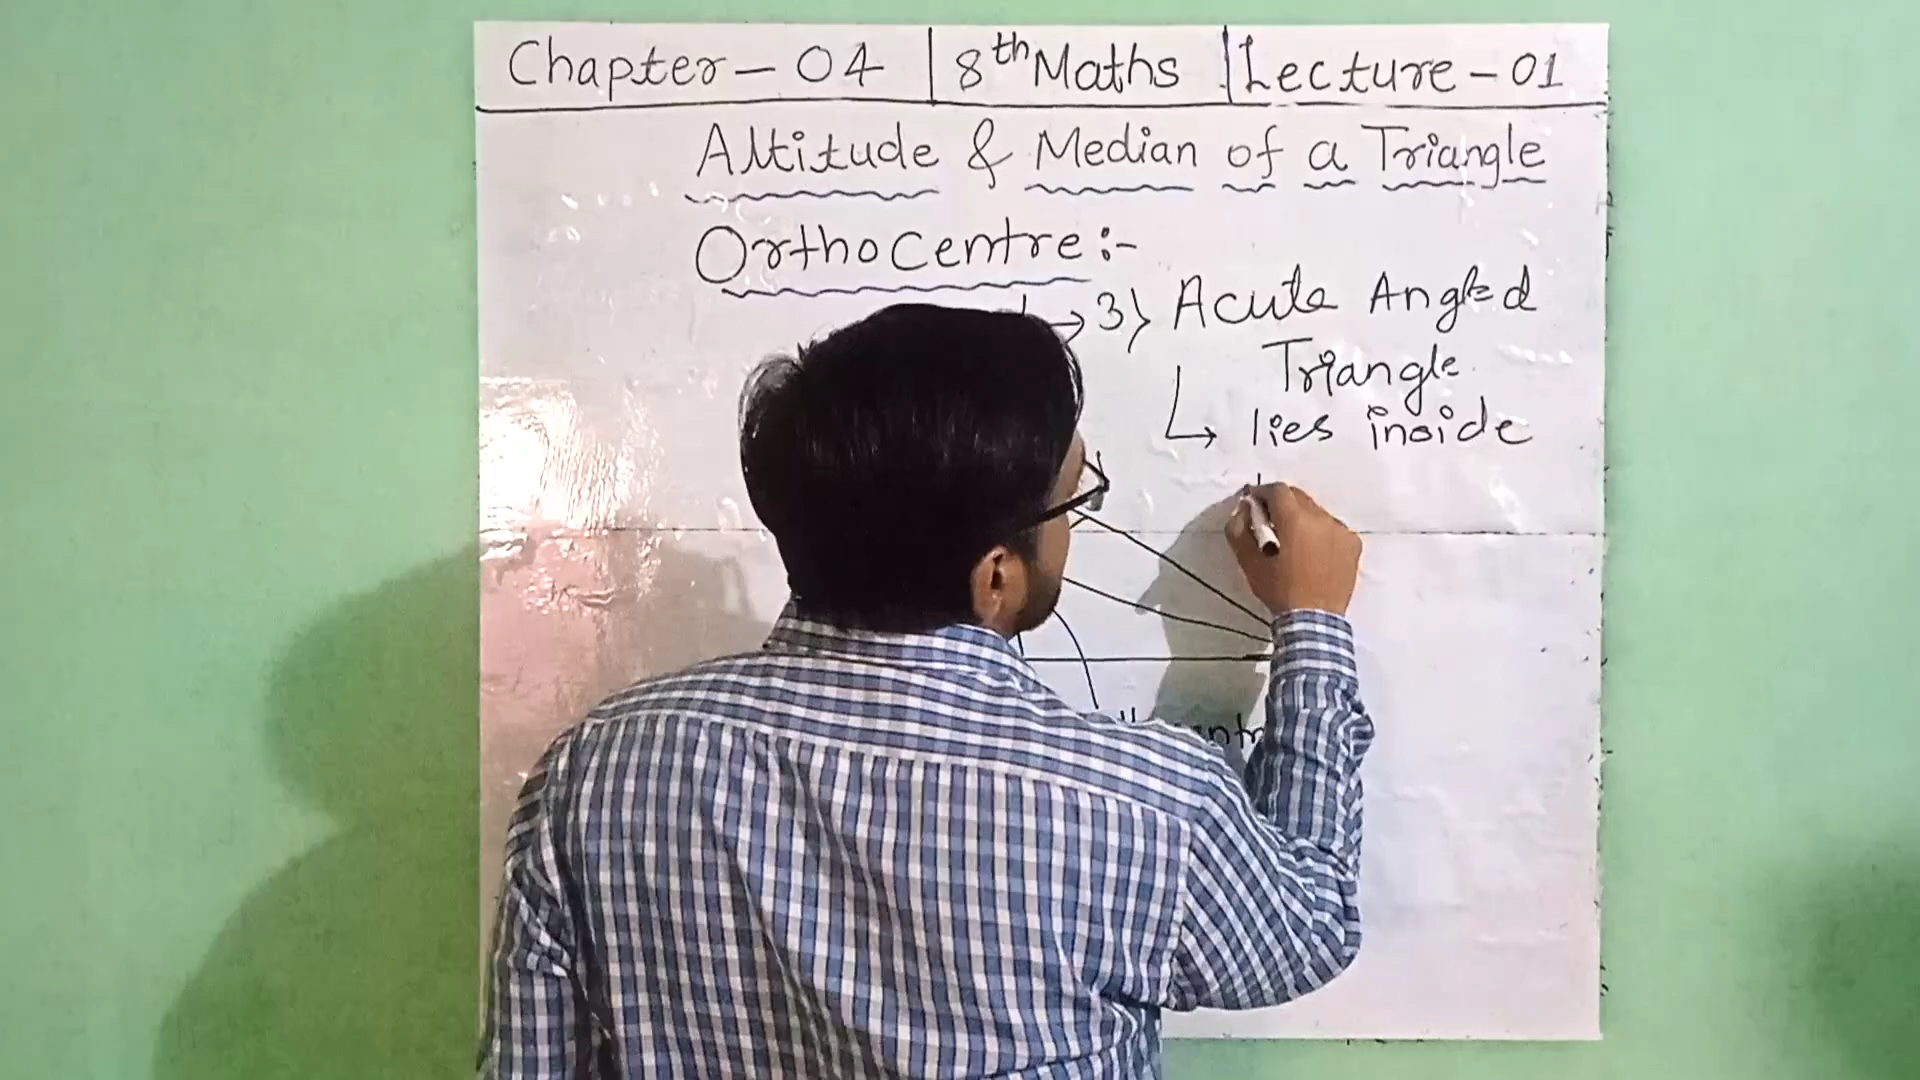 Chapter - 04 | 8th Maths | Lecture - 01
Altitude & Median of a Triangle
Orthocentre :-
→ 3) Acute Angled
Triangle
↳ lies inside